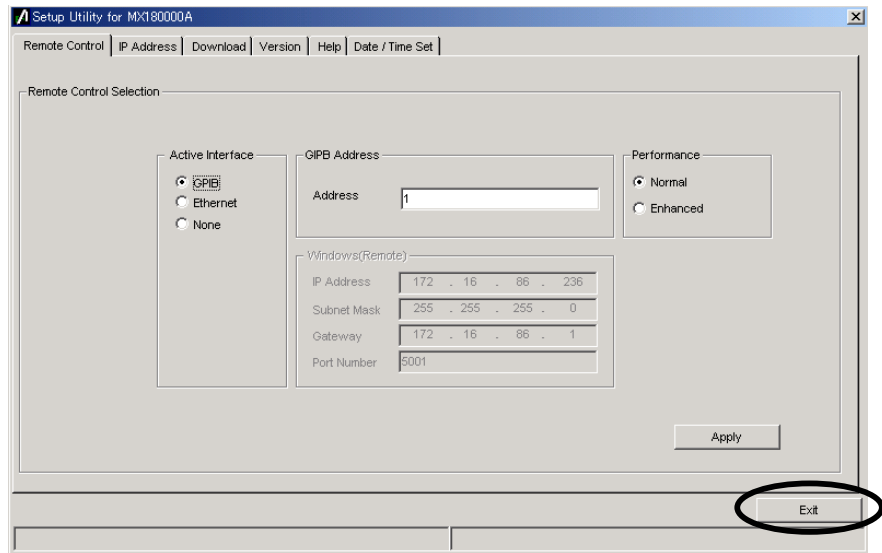 Setup Utility for MX180000A
Remote Control IP Address Download Version Help Date / Time Set
Remote Control Selection
Active Interface
GPIB
Ethernet
None
GIPB Address
Address 1
Performance
Normal
Enhanced
Windows(Remote)
IP Address 172 . 16 . 86 . 236
Subnet Mask 255 . 255 . 255 . 0
Gateway 172 . 16 . 86 . 1
Port Number 5001
Apply
Exit